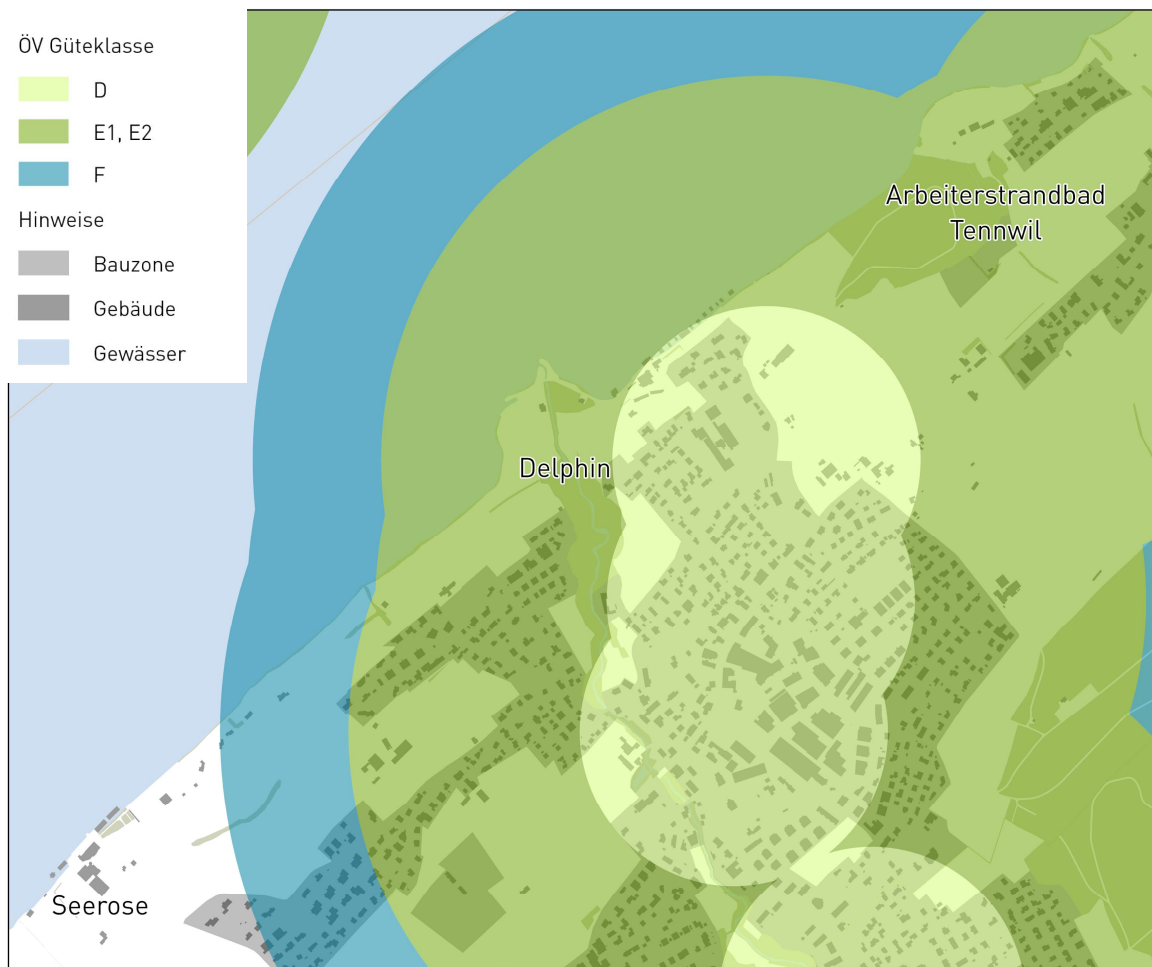 ÖV Güteklasse
D
E1, E2
F
Hinweise
Bauzone
Gebäude
Gewässer
Arbeiterstrandbad
Tennwil
Delphin
Seerose